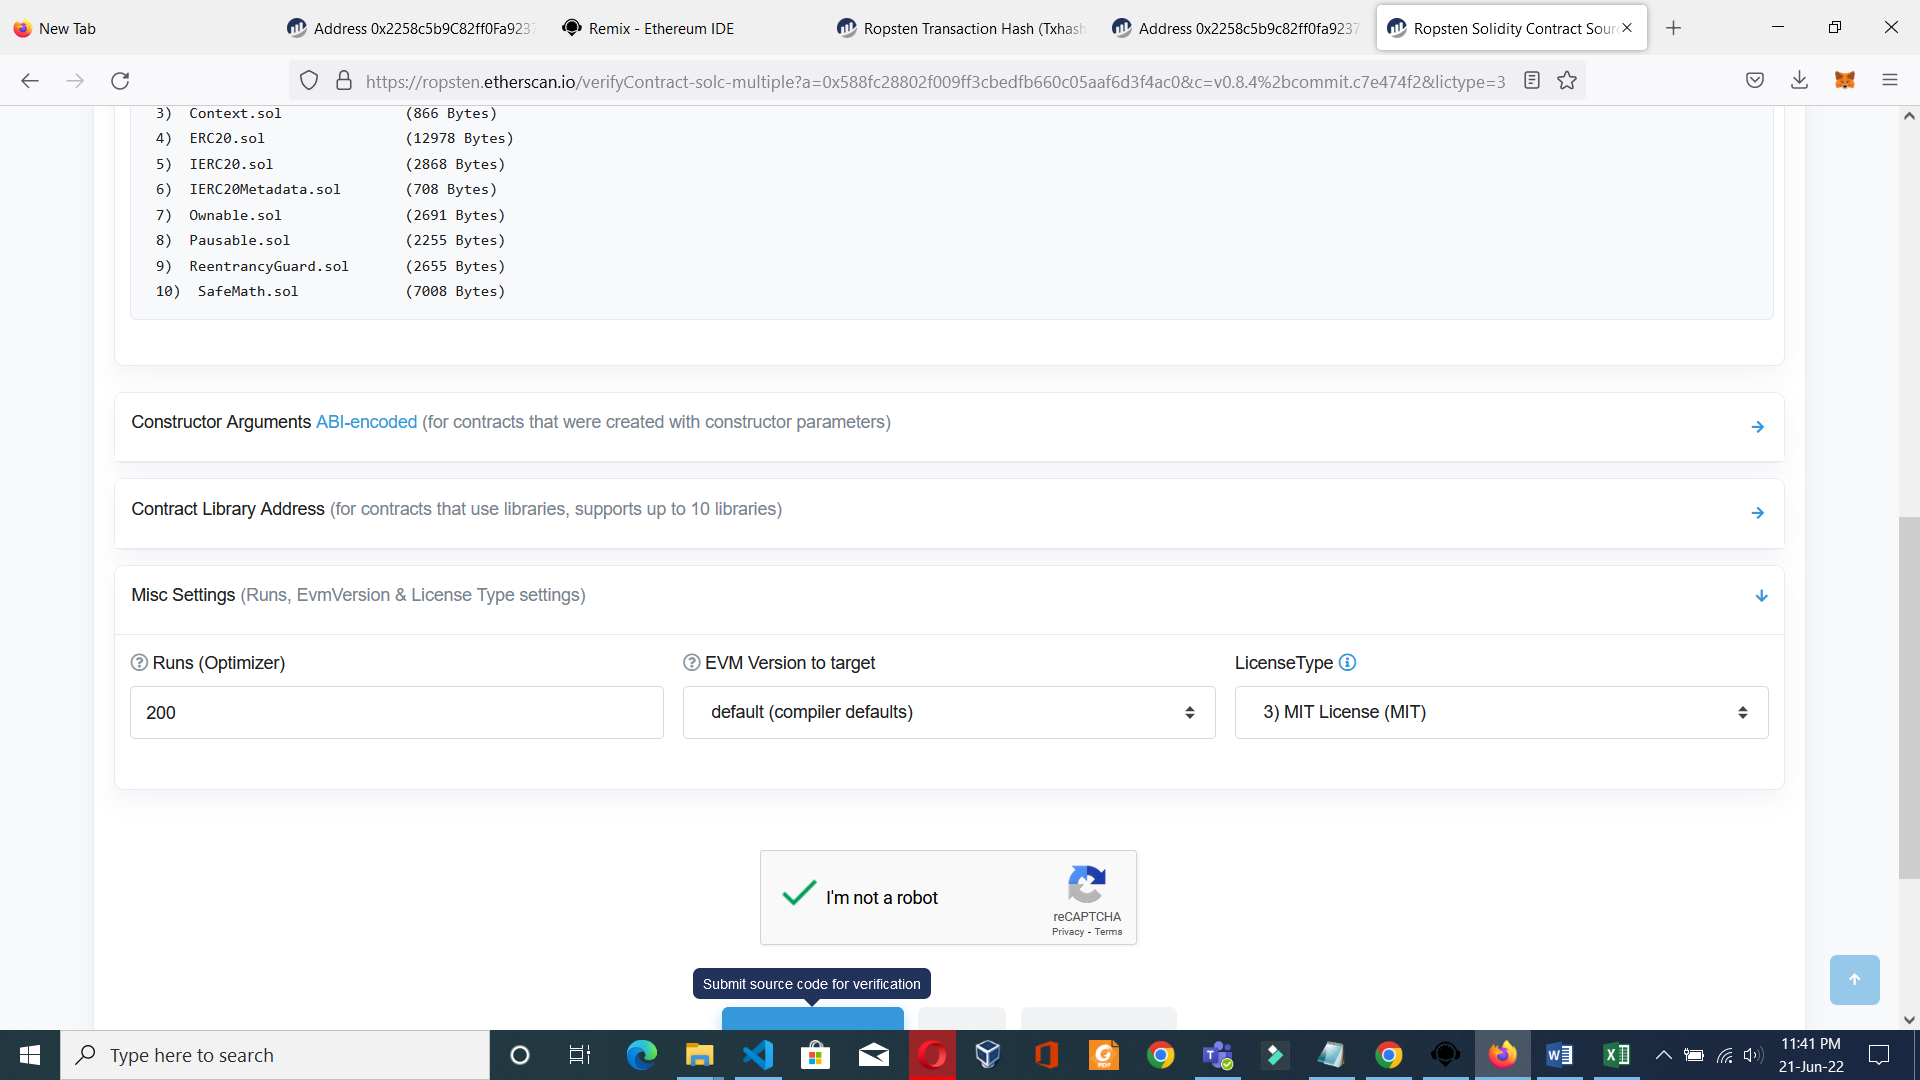 New Tab
Address 0x2258c5b9C82ff0Fa9237
Remix - Ethereum IDE
Ropsten Transaction Hash (Txhash
Address 0x2258c5b9c82ff0fa9237
Ropsten Solidity Contract Sour
https://ropsten.etherscan.io/verifyContract-solc-multiple?a=0x588fc28802f009ff3cbedfb660c05aaf6d3f4ac0&c=v0.8.4%2bcommit.c7e474f2&lictype=3
3) Context.sol (866 Bytes)
4) ERC20.sol (12978 Bytes)
5) IERC20.sol (2868 Bytes)
6) IERC20Metadata.sol (708 Bytes)
7) Ownable.sol (2691 Bytes)
8) Pausable.sol (2255 Bytes)
9) ReentrancyGuard.sol (2655 Bytes)
10) SafeMath.sol (7008 Bytes)
Constructor Arguments ABI-encoded (for contracts that were created with constructor parameters)
Contract Library Address (for contracts that use libraries, supports up to 10 libraries)
Misc Settings (Runs, EvmVersion & License Type settings)
Runs (Optimizer)
EVM Version to target
LicenseType
200
default (compiler defaults)
3) MIT License (MIT)
I'm not a robot
reCAPTCHA
Privacy - Terms
Submit source code for verification
Type here to search
11:41 PM
21-Jun-22